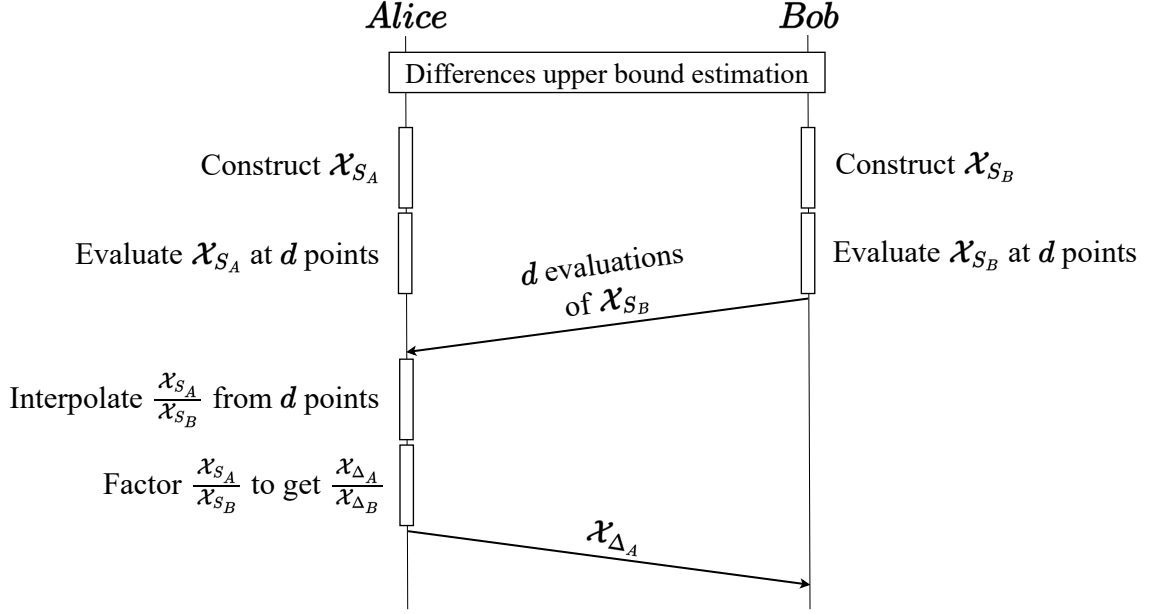 Alice Bob
Differences upper bound estimation
Construct 𝒳_{S_A}
Construct 𝒳_{S_B}
Evaluate 𝒳_{S_A} at d points
Evaluate 𝒳_{S_B} at d points
d evaluations
of 𝒳_{S_B}
Interpolate 𝒳_{S_A}/𝒳_{S_B} from d points
Factor 𝒳_{S_A}/𝒳_{S_B} to get 𝒳_{Δ_A}/𝒳_{Δ_B}
𝒳_{Δ_A}